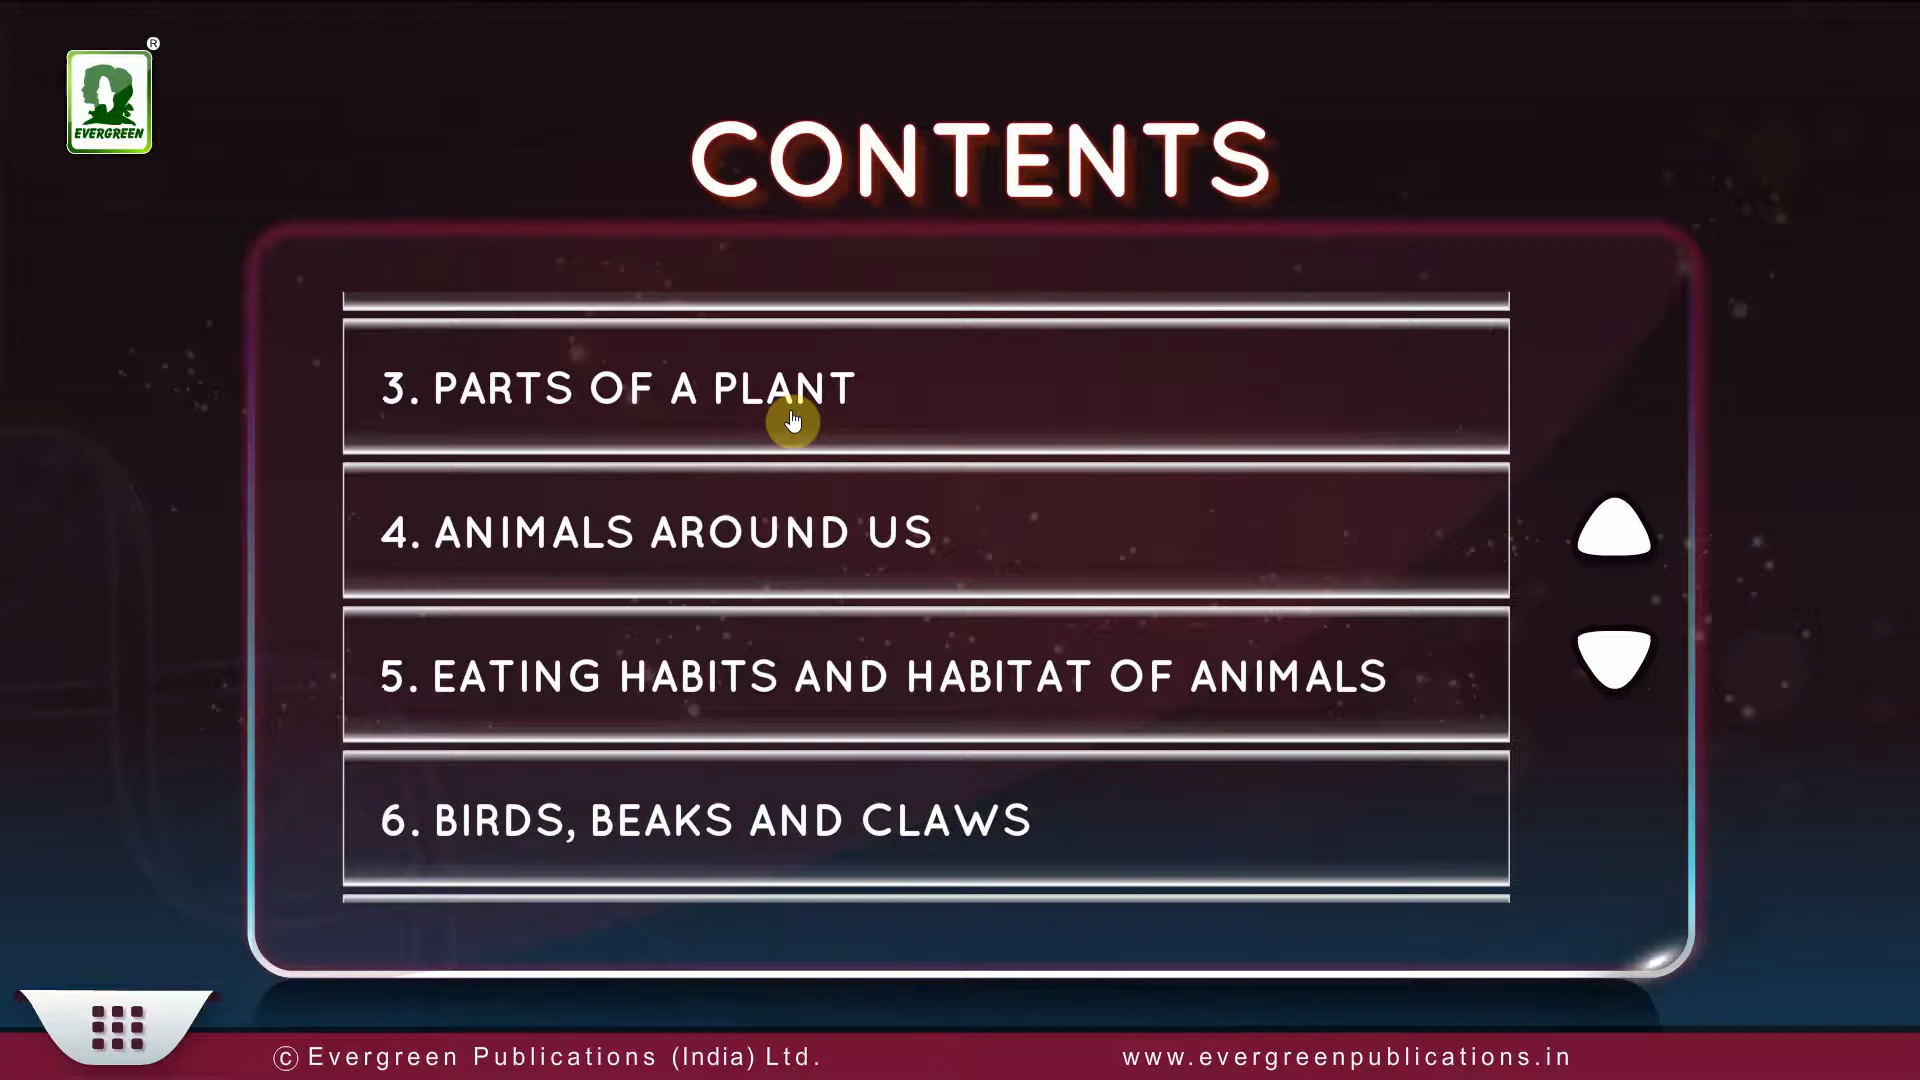 ®
EVERGREEN
CONTENTS
3. PARTS OF A PLANT
4. ANIMALS AROUND US
5. EATING HABITS AND HABITAT OF ANIMALS
6. BIRDS, BEAKS AND CLAWS
© Evergreen Publications (India) Ltd.
www.evergreenpublications.in